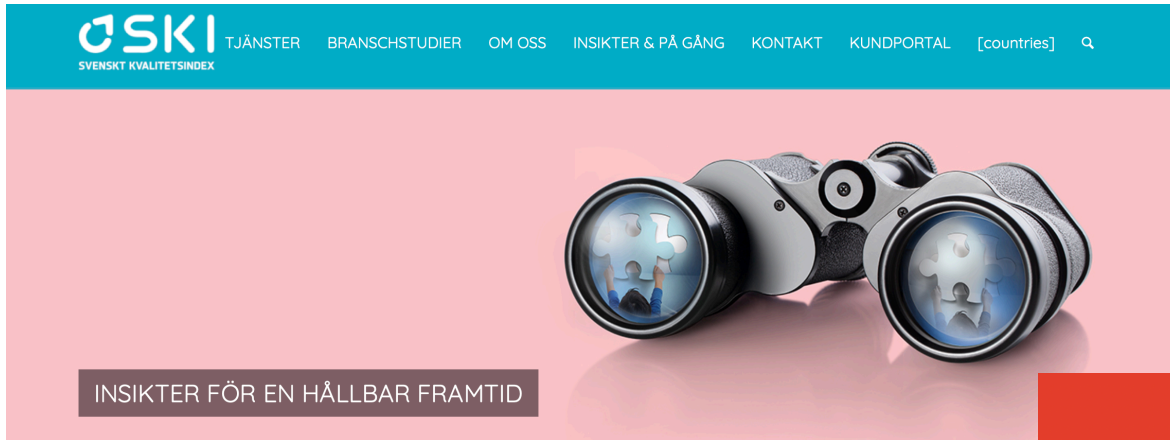 SKI
SVENSKT KVALITETSINDEX
TJÄNSTER BRANSCHSTUDIER OM OSS INSIKTER & PÅ GÅNG KONTAKT KUNDPORTAL [countries]
INSIKTER FÖR EN HÅLLBAR FRAMTID